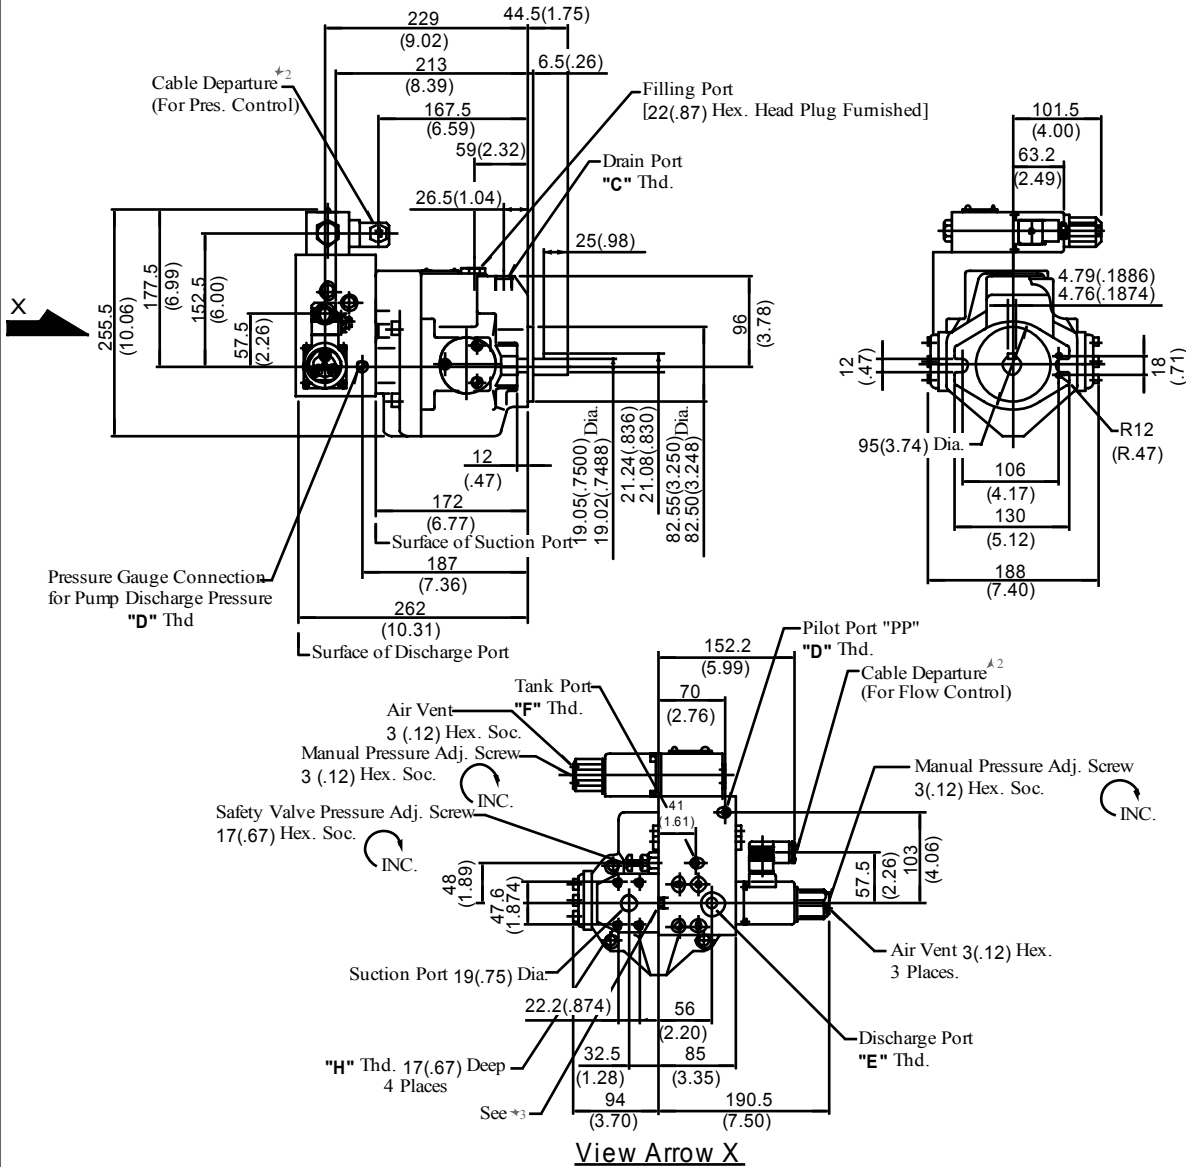 229
(9.02)
44.5(1.75)
213
(8.39)
6.5(.26)
Cable Departure ★2
(For Pres. Control)
167.5
(6.59)
59(2.32)
Filling Port
[22(.87) Hex. Head Plug Furnished]
Drain Port
"C" Thd.
26.5(1.04)
25(.98)
101.5
(4.00)
63.2
(2.49)
X
255.5
(10.06)
177.5
(6.99)
152.5
(6.00)
57.5
(2.26)
96
(3.78)
4.79(.1886)
4.76(.1874)
12
(.47)
18
(.71)
95(3.74) Dia.
R12
(R.47)
106
(4.17)
130
(5.12)
188
(7.40)
12
(.47)
172
(6.77)
19.05(.7500)
19.02(.7488)
Dia.
21.24(.836)
21.08(.830)
82.55(3.250)
82.50(3.248)
Dia.
Surface of Suction Port
187
(7.36)
Pressure Gauge Connection
for Pump Discharge Pressure
"D" Thd
262
(10.31)
Surface of Discharge Port
Pilot Port "PP"
"D" Thd.
152.2
(5.99)
Cable Departure ★2
(For Flow Control)
70
(2.76)
Tank Port
"F" Thd.
Air Vent
3 (.12) Hex. Soc.
Manual Pressure Adj. Screw
3 (.12) Hex. Soc.
INC.
Safety Valve Pressure Adj. Screw
17(.67) Hex. Soc.
INC.
41
(1.61)
Manual Pressure Adj. Screw
3(.12) Hex. Soc.
INC.
48
(1.89)
47.6
(1.874)
57.5
(2.26)
103
(4.06)
Air Vent 3(.12) Hex.
3 Places.
Suction Port 19(.75) Dia.
22.2(.874)
56
(2.20)
Discharge Port
"E" Thd.
"H" Thd. 17(.67) Deep
4 Places
32.5
(1.28)
85
(3.35)
See ★3
94
(3.70)
190.5
(7.50)
View Arrow X